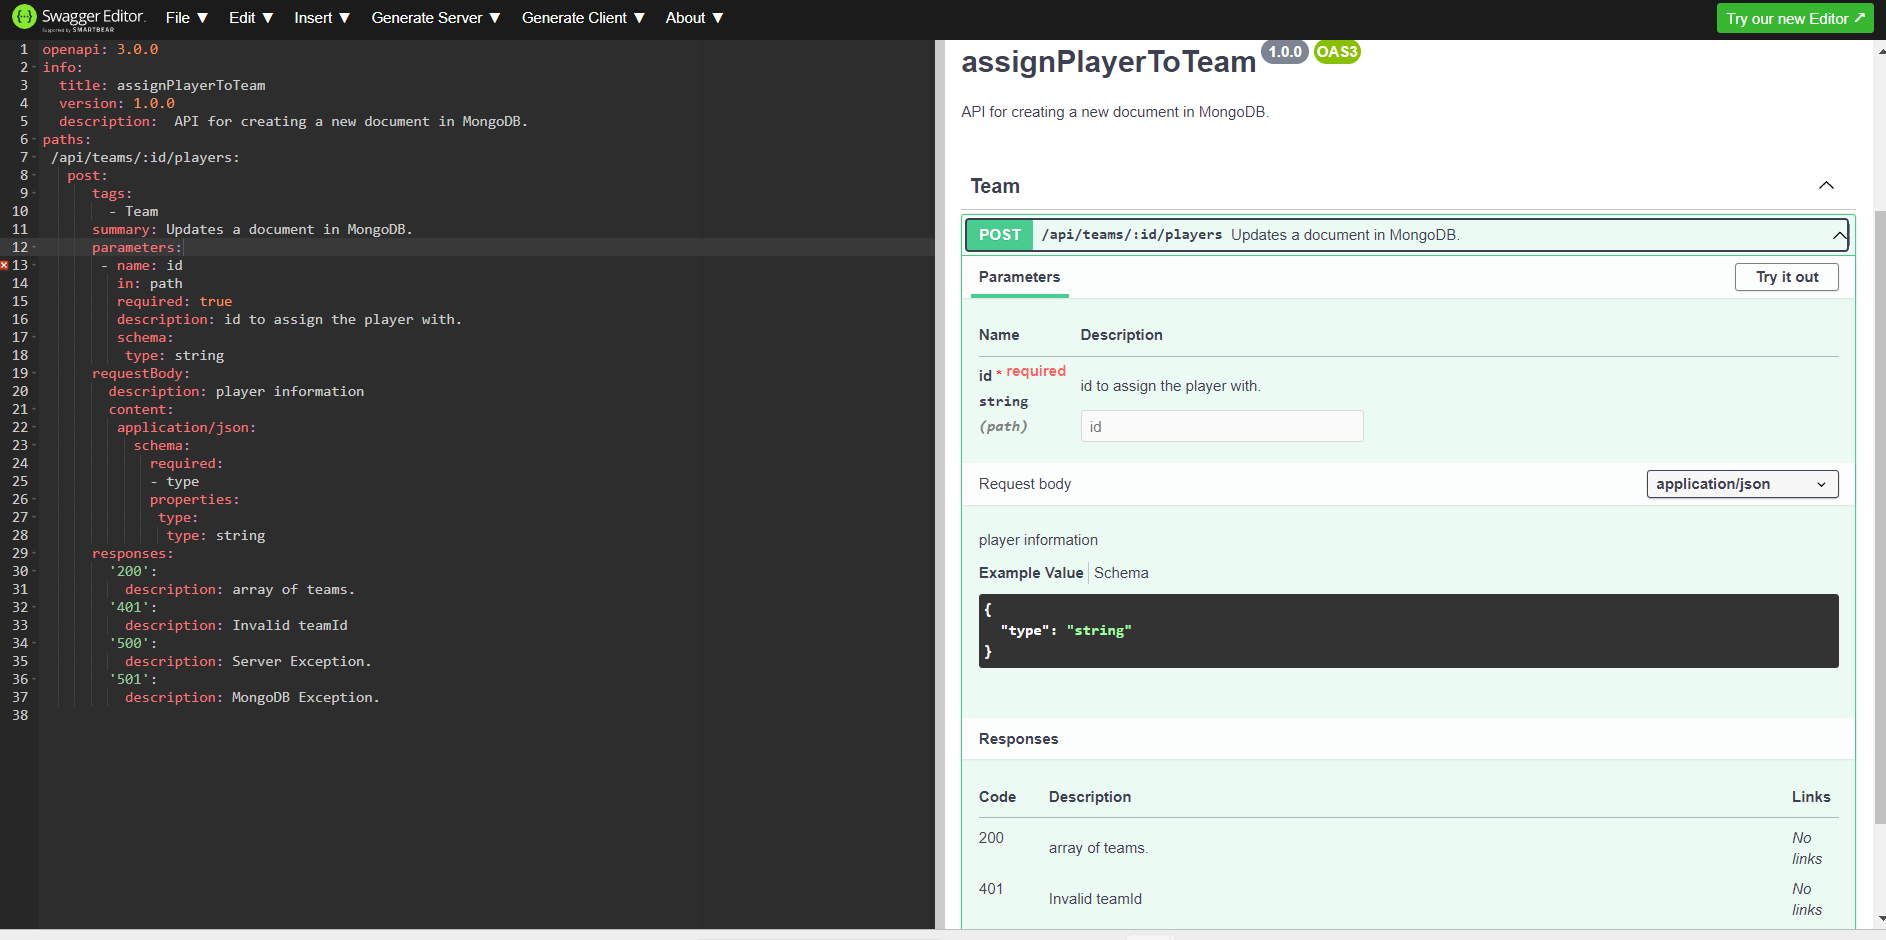 Swagger Editor.
Supported by SMARTBEAR
File ▼ Edit ▼ Insert ▼ Generate Server ▼ Generate Client ▼ About ▼
Try our new Editor ↗
1 openapi: 3.0.0
2 info:
3 title: assignPlayerToTeam
4 version: 1.0.0
5 description:  API for creating a new document in MongoDB.
6 paths:
7 /api/teams/:id/players:
8 post:
9 tags:
10 - Team
11 summary: Updates a document in MongoDB.
12 parameters:
13 - name: id
14 in: path
15 required: true
16 description: id to assign the player with.
17 schema:
18 type: string
19 requestBody:
20 description: player information
21 content:
22 application/json:
23 schema:
24 required:
25 - type
26 properties:
27 type:
28 type: string
29 responses:
30 '200':
31 description: array of teams.
32 '401':
33 description: Invalid teamId
34 '500':
35 description: Server Exception.
36 '501':
37 description: MongoDB Exception.
38
assignPlayerToTeam 1.0.0 OAS3
API for creating a new document in MongoDB.
Team
POST /api/teams/:id/players Updates a document in MongoDB.
Parameters Try it out
Name Description
id * required
string
(path)
id to assign the player with.
id
Request body application/json
player information
Example Value Schema
{
"type": "string"
}
Responses
Code Description Links
200 array of teams. No
links
401 Invalid teamId No
links